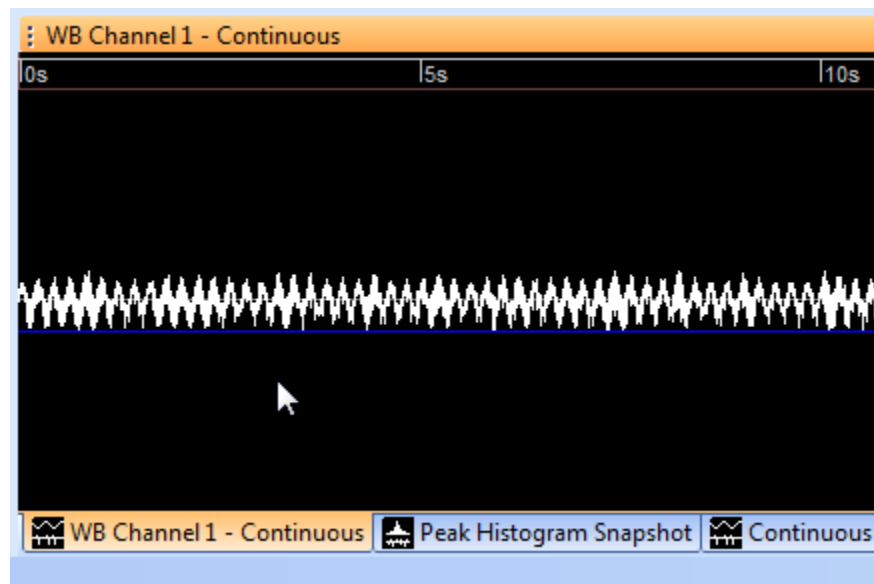 WB Channel 1 - Continuous
0s 5s 10s
WB Channel 1 - Continuous Peak Histogram Snapshot Continuous